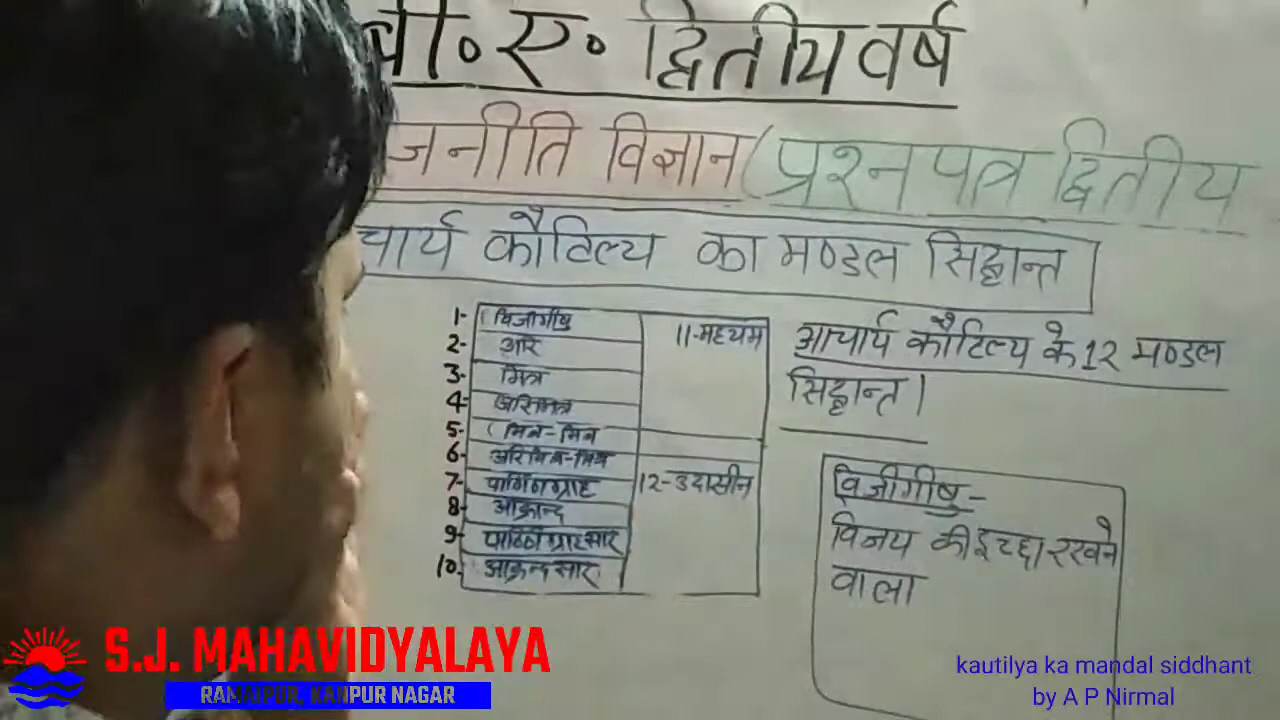 बी॰ ए॰ द्वितीय वर्ष
जनीति विज्ञान (प्रश्न पत्र द्वितीय
चार्य कौटिल्य का मण्डल सिद्धान्त
1- विजीगीषु
2- अरि
3- मित्र
4- अरिमित्र
5- मित्र-मित्र
6- अरिमित्र-मित्र
7- पार्ष्णिग्राह
8- आक्रान्द
9- पार्ष्णिग्राहसार
10- आक्रन्दसार
11-मध्यम
12-उदासीन
आचार्य कौटिल्य के 12 मण्डल
सिद्धान्त।
विजीगीषु-
विजय की इच्छा रखने
वाला
S.J. MAHAVIDYALAYA
RAMAIPUR, KANPUR NAGAR
kautilya ka mandal siddhant
by A P Nirmal